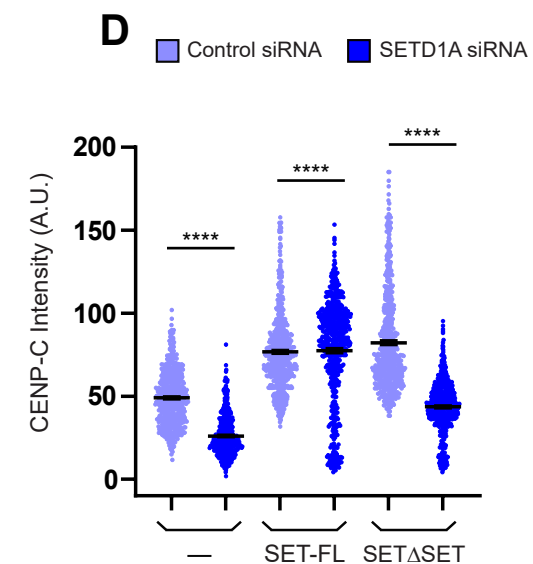 D
Control siRNA SETD1A siRNA
CENP-C Intensity (A.U.)
200
150
100
50
0
****
****
****
— SET-FL SETΔSET